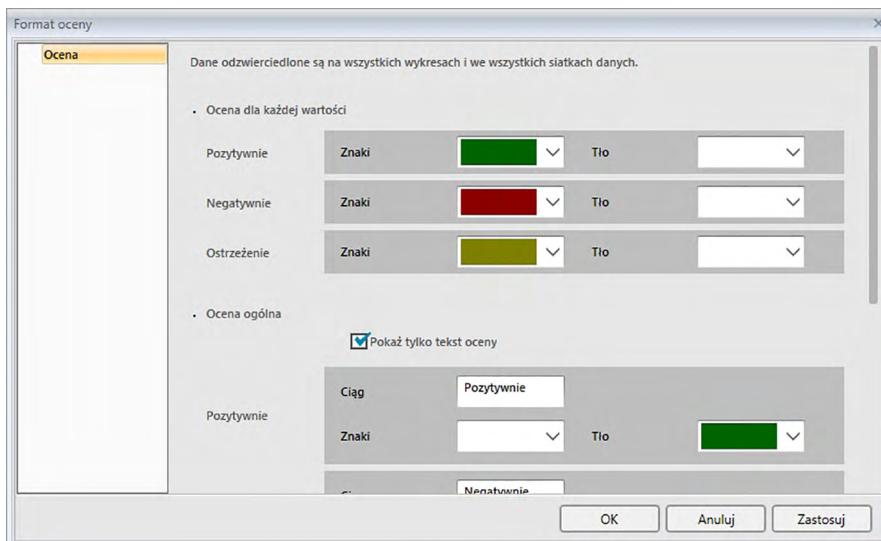 Format oceny
Ocena
Dane odzwierciedlone są na wszystkich wykresach i we wszystkich siatkach danych.
• Ocena dla każdej wartości
Pozytywnie Znaki Tło
Negatywnie Znaki Tło
Ostrzeżenie Znaki Tło
• Ocena ogólna
Pokaż tylko tekst oceny
Ciąg Pozytywnie
Pozytywnie
Znaki Tło
Negatywnie
OK Anuluj Zastosuj